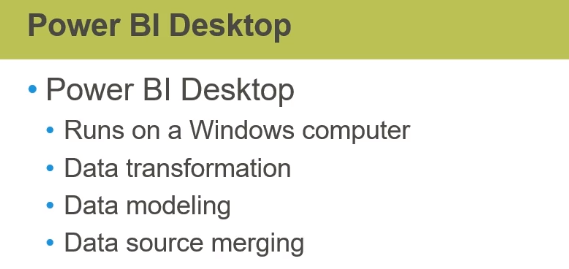 Power BI Desktop
• Power BI Desktop
• Runs on a Windows computer
• Data transformation
• Data modeling
• Data source merging